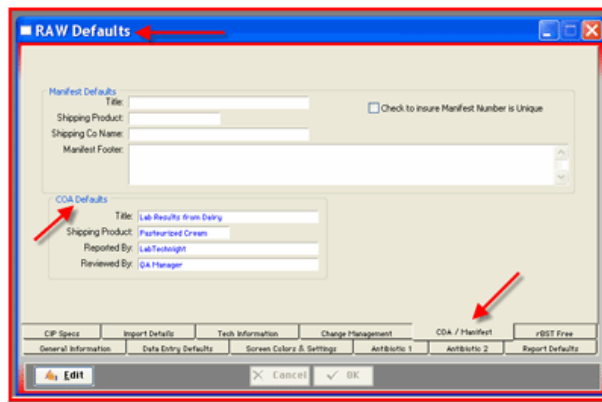 RAW Defaults
Manifest Defaults
Title:
Check to insure Manifest Number is Unique
Shipping Product:
Shipping Co Name:
Manifest Footer:
COA Defaults
Title: Lab Results from Dairy
Shipping Product: Pasteurized Cream
Reported By: LabTechnight
Reviewed By: QA Manager
CIP Specs Import Details Tech Information Change Management COA / Manifest rBST Free
General Information Data Entry Defaults Screen Colors & Settings Antibiotic 1 Antibiotic 2 Report Defaults
Edit Cancel OK